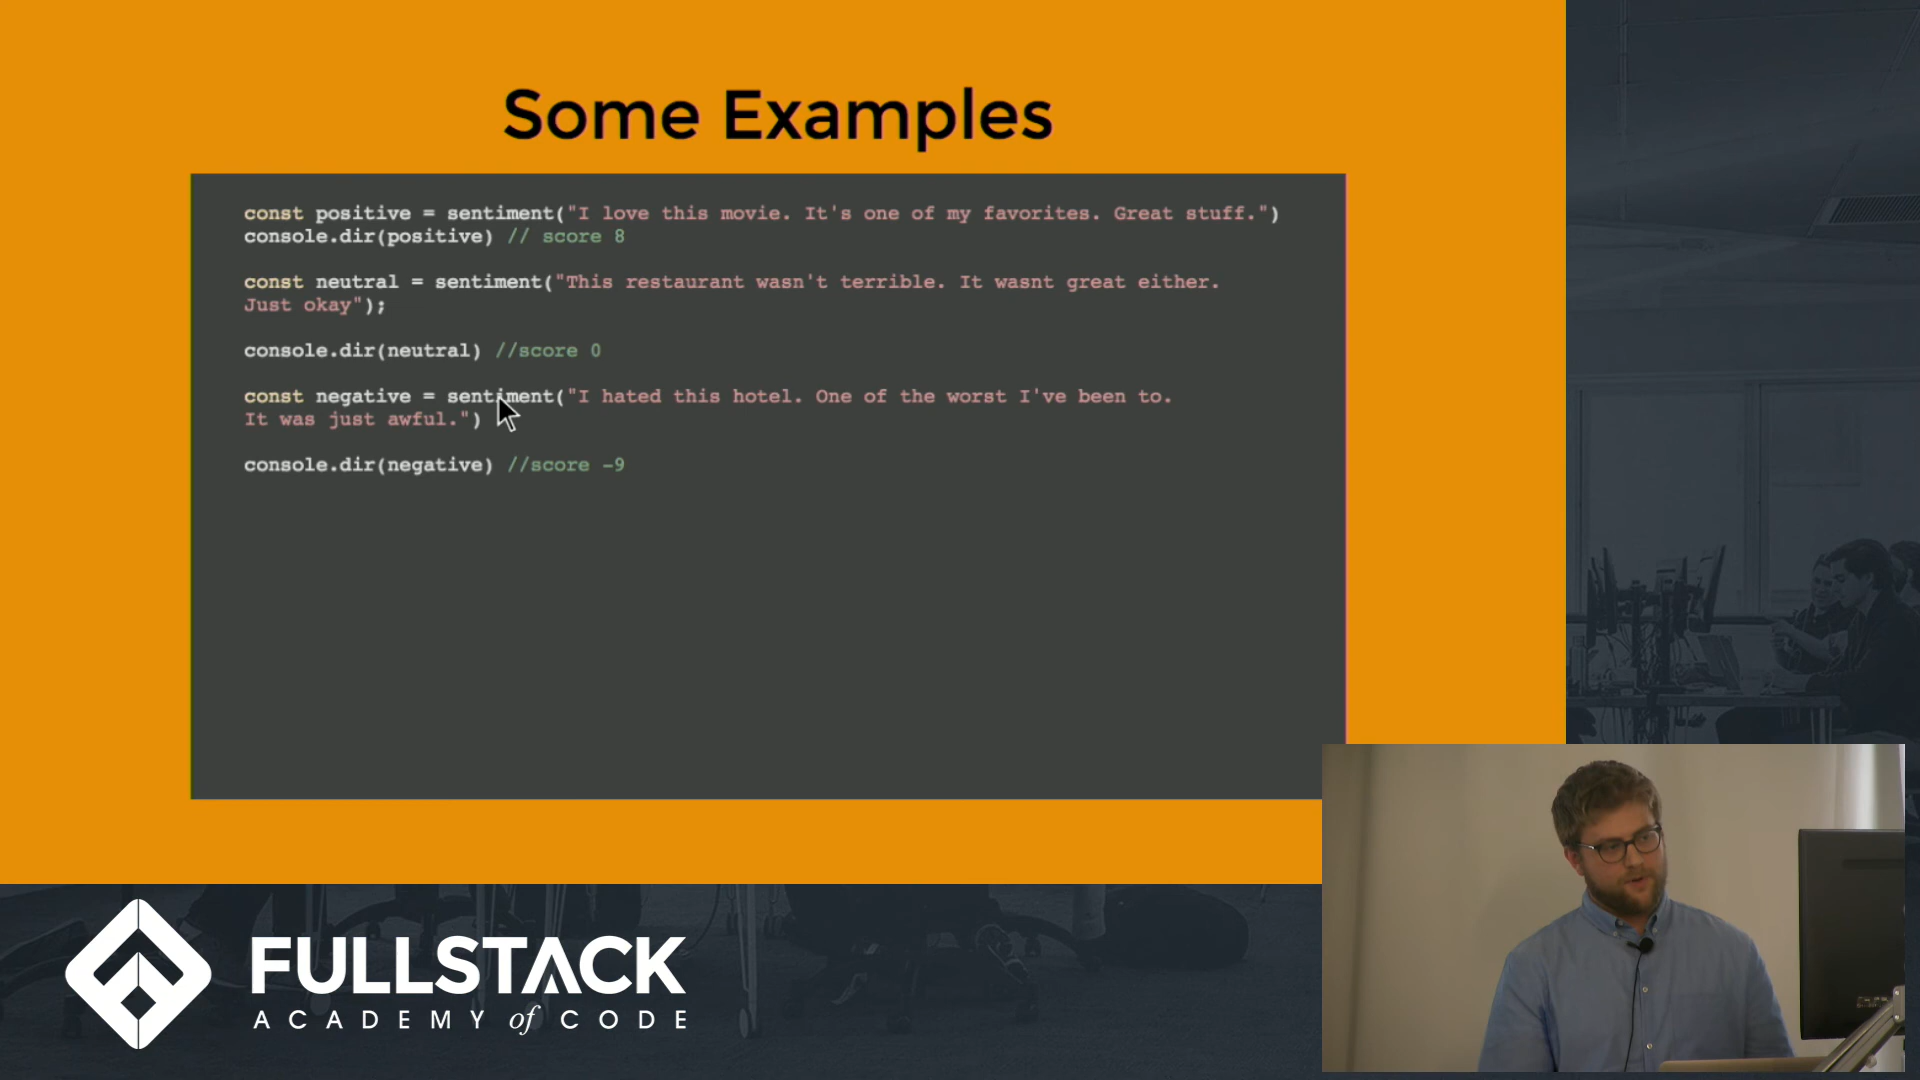 Some Examples
const positive = sentiment("I love this movie. It's one of my favorites. Great stuff.")
console.dir(positive) // score 8
const neutral = sentiment("This restaurant wasn't terrible. It wasnt great either.
Just okay");
console.dir(neutral) //score 0
const negative = sentiment("I hated this hotel. One of the worst I've been to.
It was just awful.")
console.dir(negative) //score -9
FULLSTACK
ACADEMY of CODE